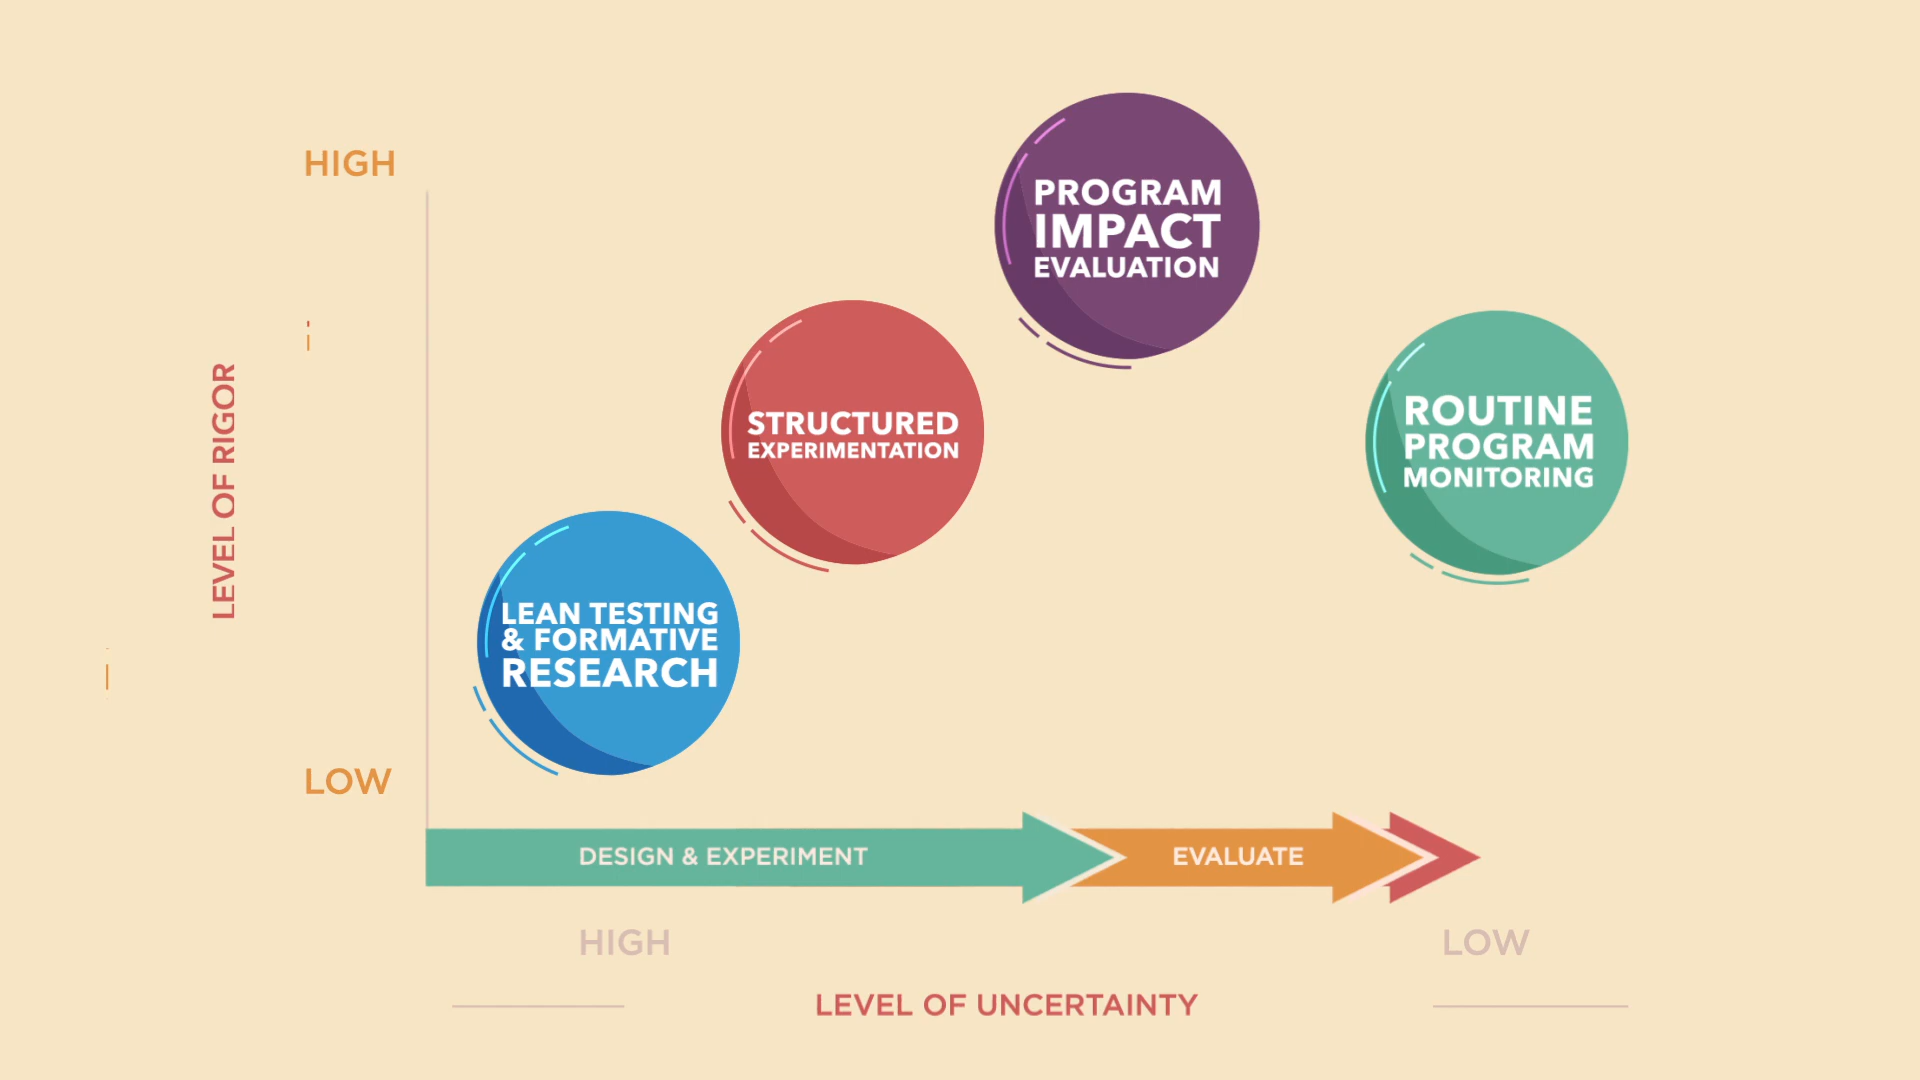 HIGH
PROGRAM
IMPACT
EVALUATION
STRUCTURED
EXPERIMENTATION
ROUTINE
PROGRAM
MONITORING
LEVEL OF RIGOR
LEAN TESTING
& FORMATIVE
RESEARCH
LOW
DESIGN & EXPERIMENT
EVALUATE
HIGH
LOW
LEVEL OF UNCERTAINTY